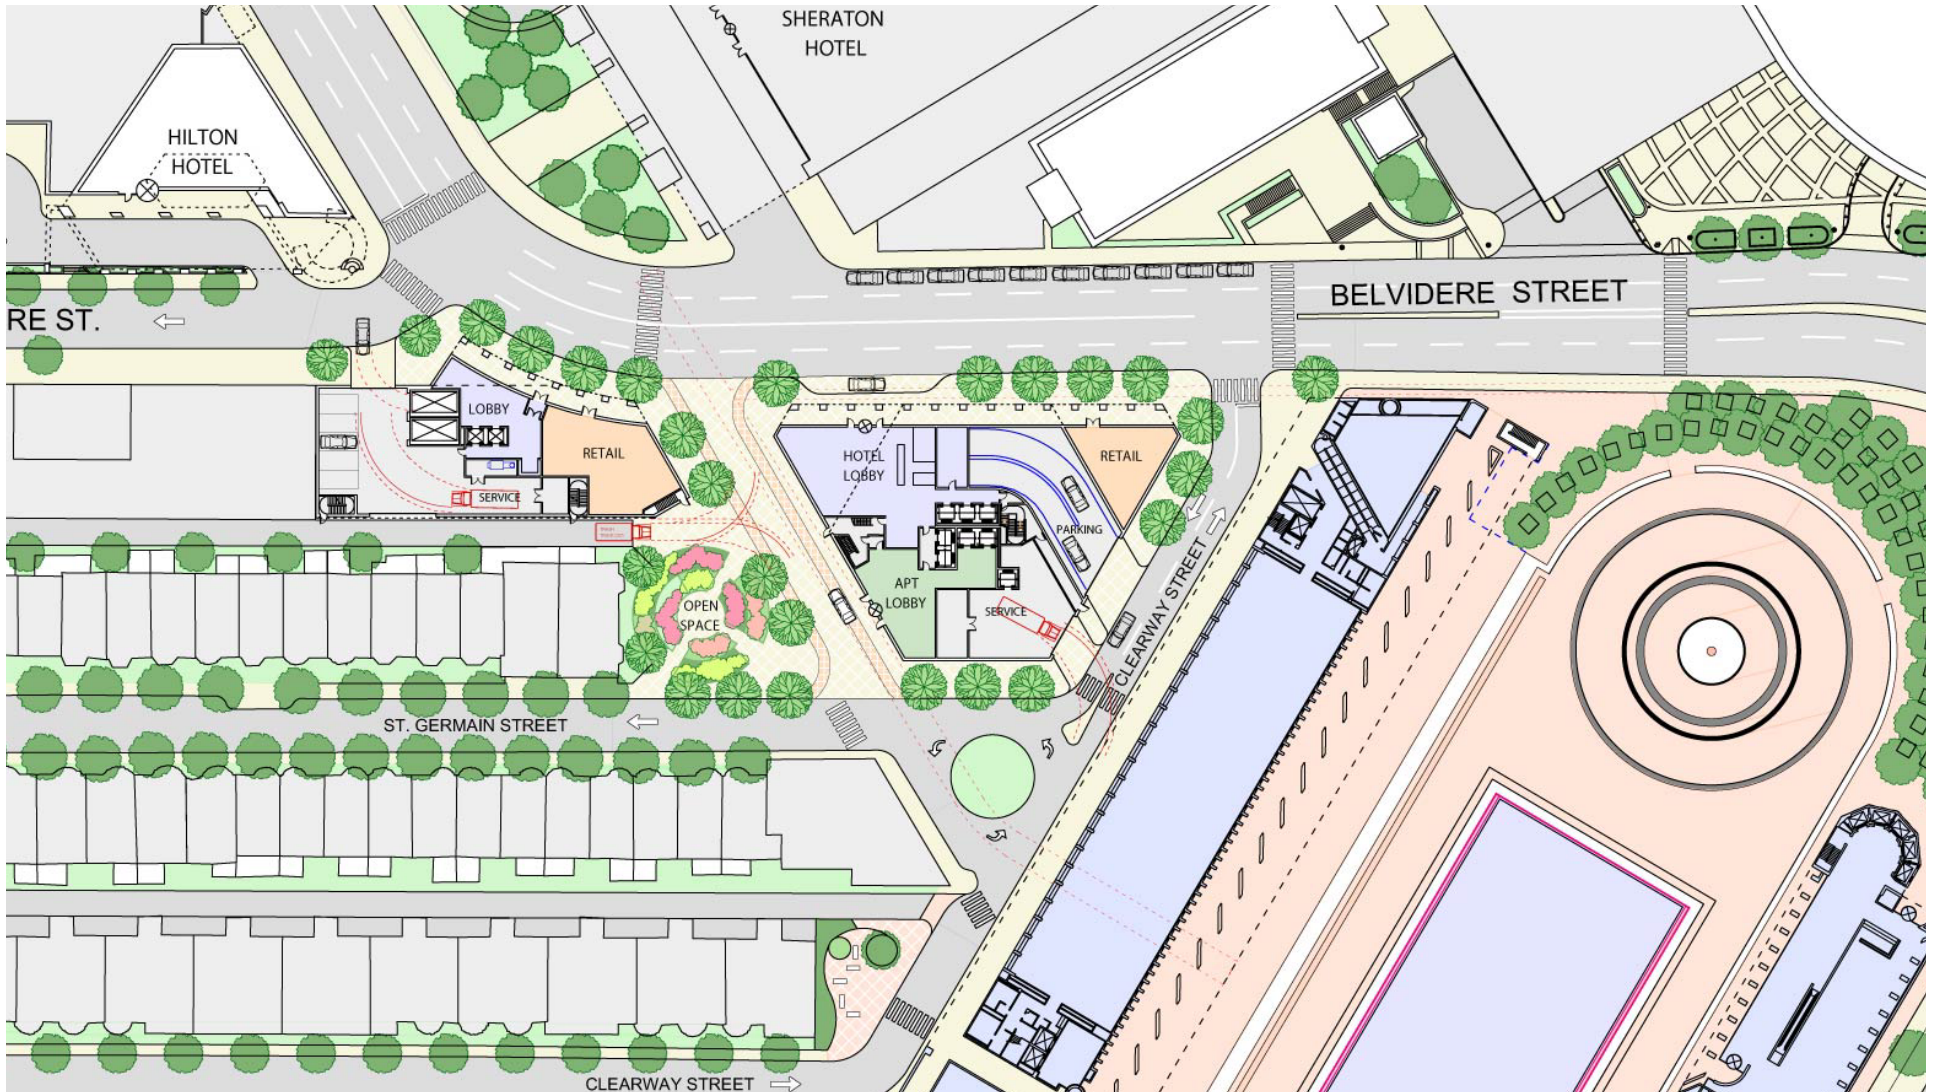 SHERATON
HOTEL
HILTON
HOTEL
BELVIDERE STREET
RE ST.
LOBBY
RETAIL
HOTEL
LOBBY
RETAIL
SERVICE
PARKING
APT
LOBBY
OPEN
SPACE
SERVICE
CLEARWAY STREET
ST. GERMAIN STREET
CLEARWAY STREET